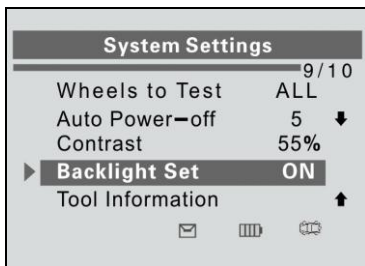 System Settings
9/10
Wheels to Test ALL
Auto Power-off 5
Contrast 55%
Backlight Set ON
Tool Information